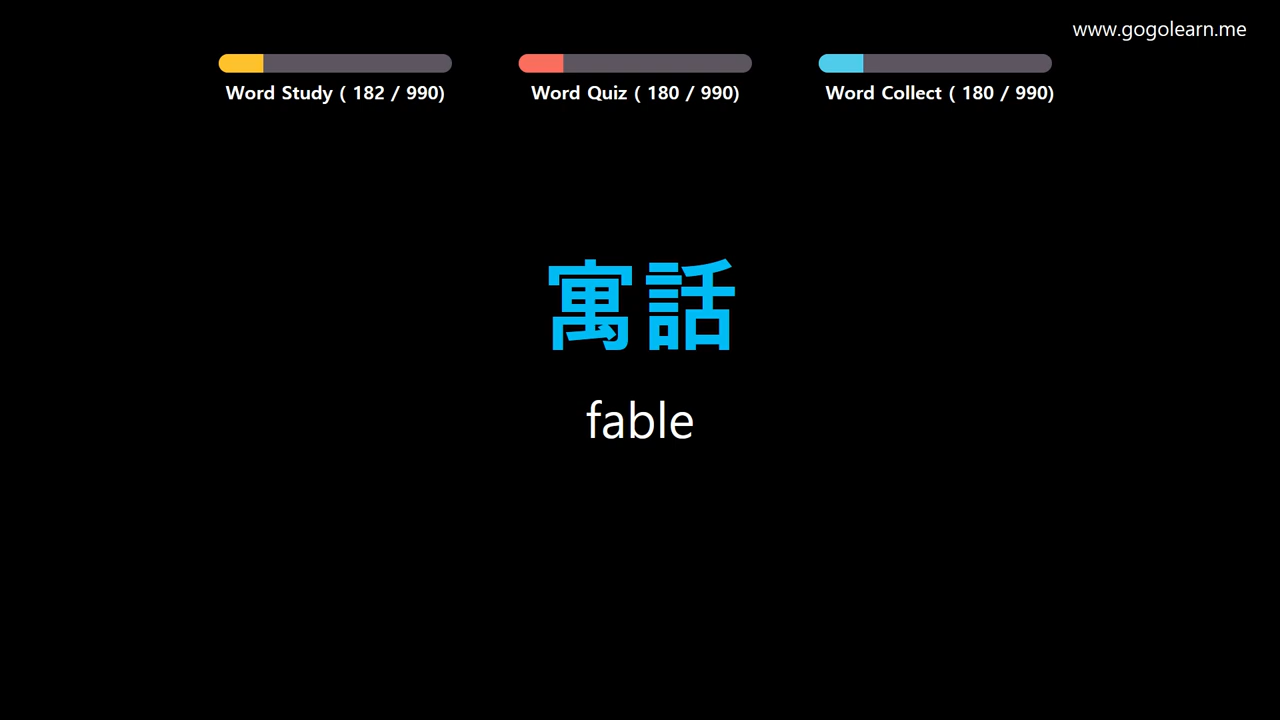 www.gogolearn.me
Word Study ( 182 / 990)
Word Quiz ( 180 / 990)
Word Collect ( 180 / 990)
寓話
fable